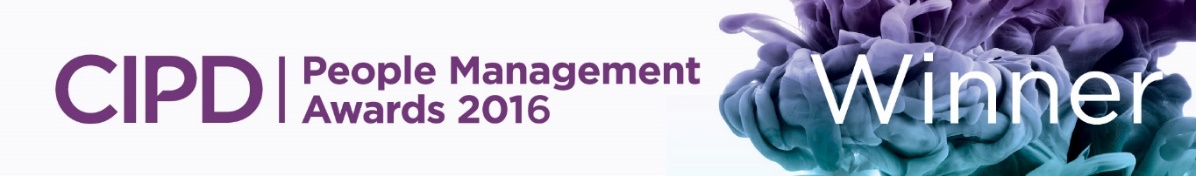 CIPD
People Management
Awards 2016
Winner